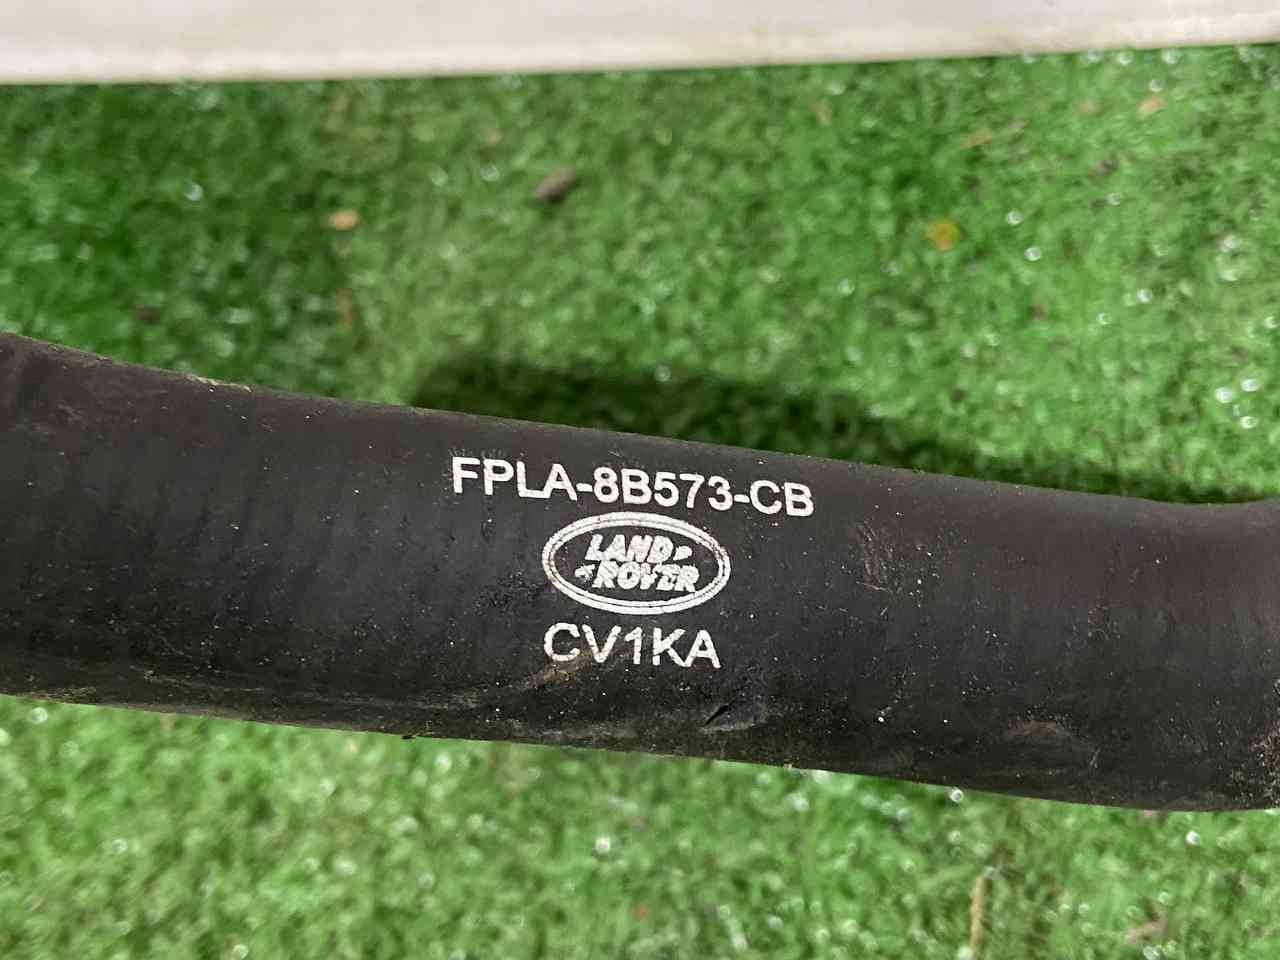 FPLA-8B573-CB
LAND
ROVER
CV1KA